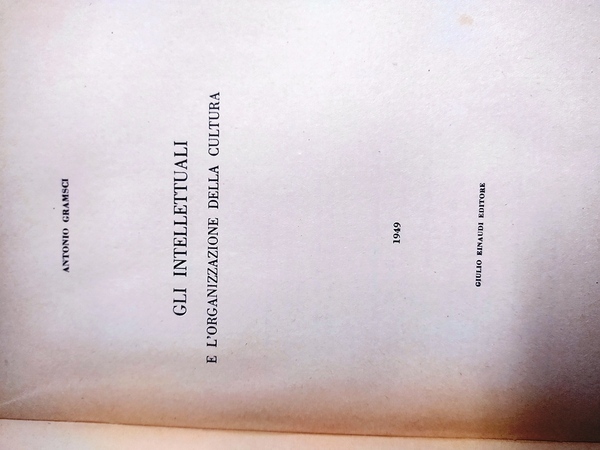 ANTONIO GRAMSCI
GLI INTELLETTUALI
E L'ORGANIZZAZIONE DELLA CULTURA
1949
GIULIO EINAUDI EDITORE